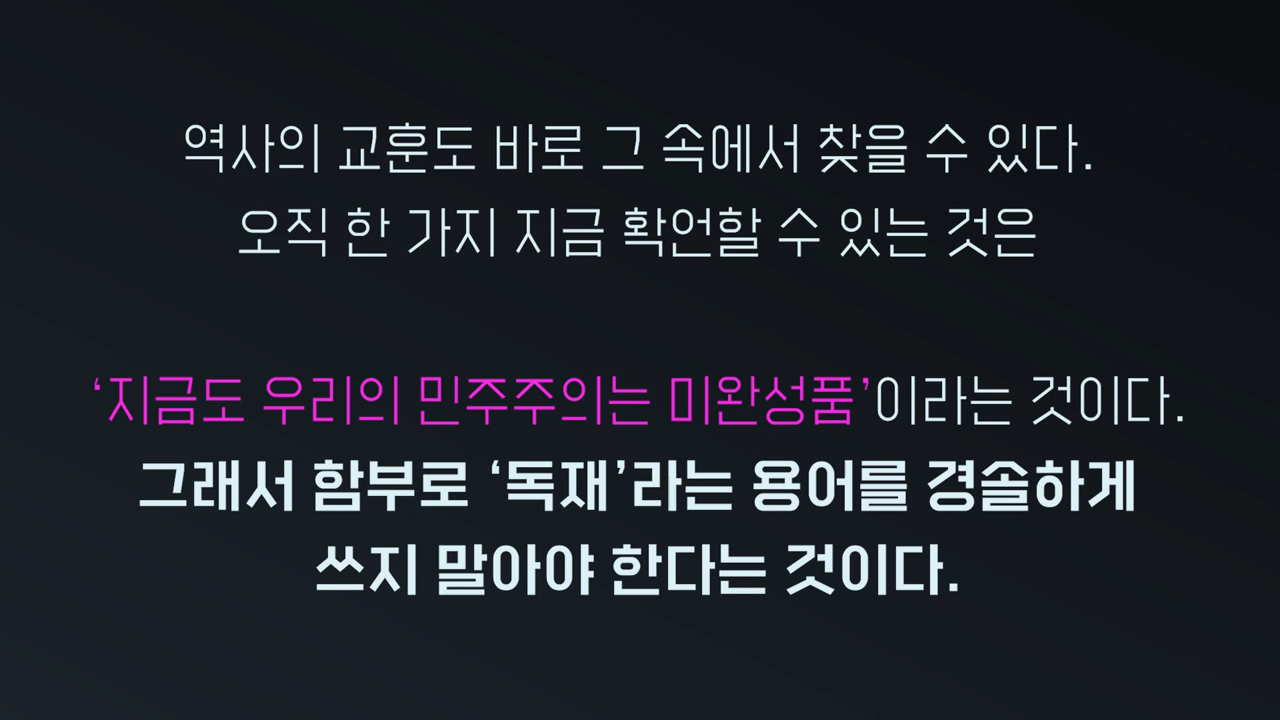 역사의 교훈도 바로 그 속에서 찾을 수 있다.
오직 한 가지 지금 확언할 수 있는 것은
‘지금도 우리의 민주주의는 미완성품’이라는 것이다.
그래서 함부로 ‘독재’라는 용어를 경솔하게
쓰지 말아야 한다는 것이다.